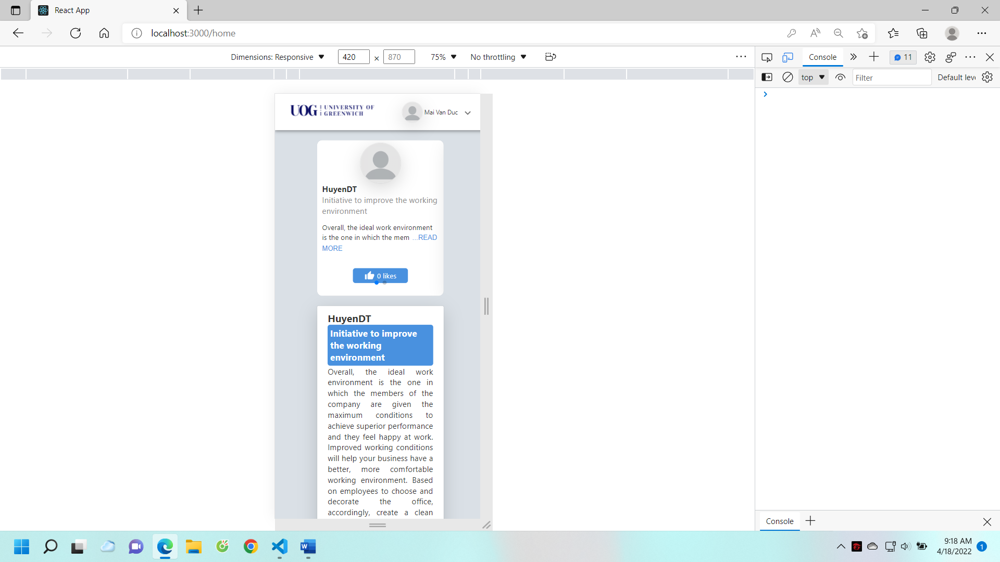 React App
localhost:3000/home
Dimensions: Responsive
420
×
870
75%
No throttling
Console
11
top
Filter
Default leve
UOG UNIVERSITY OF GREENWICH
Mai Van Duc
HuyenDT
Initiative to improve the working
environment
Overall, the ideal work environment
is the one in which the mem ...READ
MORE
0 likes
HuyenDT
Initiative to improve
the working
environment
Overall, the ideal work
environment is the one in
which the members of the
company are given the
maximum conditions to
achieve superior performance
and they feel happy at work.
Improved working conditions
will help your business have a
better, more comfortable
working environment. Based
on employees to choose and
decorate the office,
accordingly, create a clean
Console
9:18 AM
4/18/2022
1